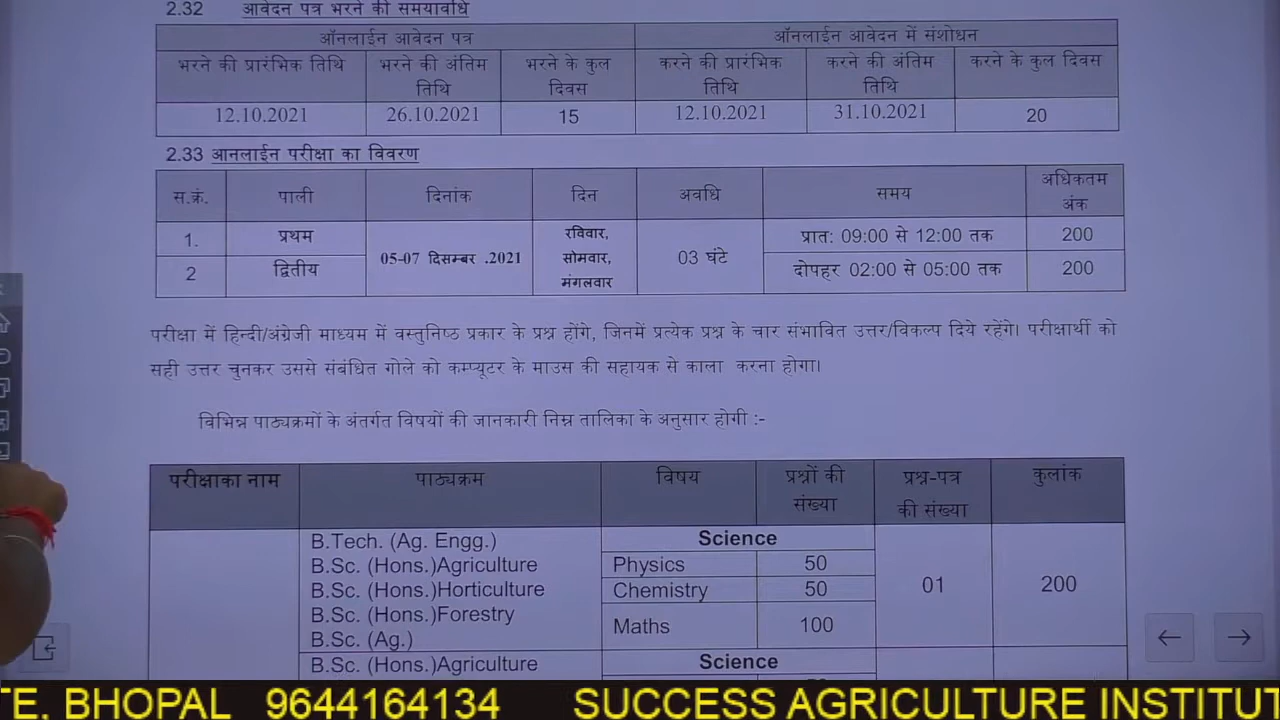 2.32 आवेदन पत्र भरने की समयावधि
ऑनलाईन आवेदन पत्र ऑनलाईन आवेदन में संशोधन
भरने की प्रारंभिक तिथि भरने की अंतिम तिथि भरने के कुल दिवस करने की प्रारंभिक तिथि करने की अंतिम तिथि करने के कुल दिवस
12.10.2021 26.10.2021 15 12.10.2021 31.10.2021 20
2.33 आनलाईन परीक्षा का विवरण
स.क्रं. पाली दिनांक दिन अवधि समय अधिकतम अंक
1. प्रथम 05-07 दिसम्बर .2021 रविवार, सोमवार, मंगलवार 03 घंटे प्रात: 09:00 से 12:00 तक 200
2 द्वितीय दोपहर 02:00 से 05:00 तक 200
परीक्षा में हिन्दी/अंग्रेजी माध्यम में वस्तुनिष्ठ प्रकार के प्रश्न होंगे, जिनमें प्रत्येक प्रश्न के चार संभावित उत्तर/विकल्प दिये रहेंगे। परीक्षार्थी को
सही उत्तर चुनकर उससे संबंधित गोले को कम्प्यूटर के माउस की सहायक से काला करना होगा।
विभिन्न पाठ्यक्रमों के अंतर्गत विषयों की जानकारी निम्न तालिका के अनुसार होगी :-
परीक्षाका नाम पाठ्यक्रम विषय प्रश्नों की संख्या प्रश्न-पत्र की संख्या कुलांक
B.Tech. (Ag. Engg.) Science
B.Sc. (Hons.)Agriculture Physics 50
B.Sc. (Hons.)Horticulture Chemistry 50 01 200
B.Sc. (Hons.)Forestry Maths 100
B.Sc. (Ag.)
B.Sc. (Hons.)Agriculture Science
TE, BHOPAL 9644164134 SUCCESS AGRICULTURE INSTITUT